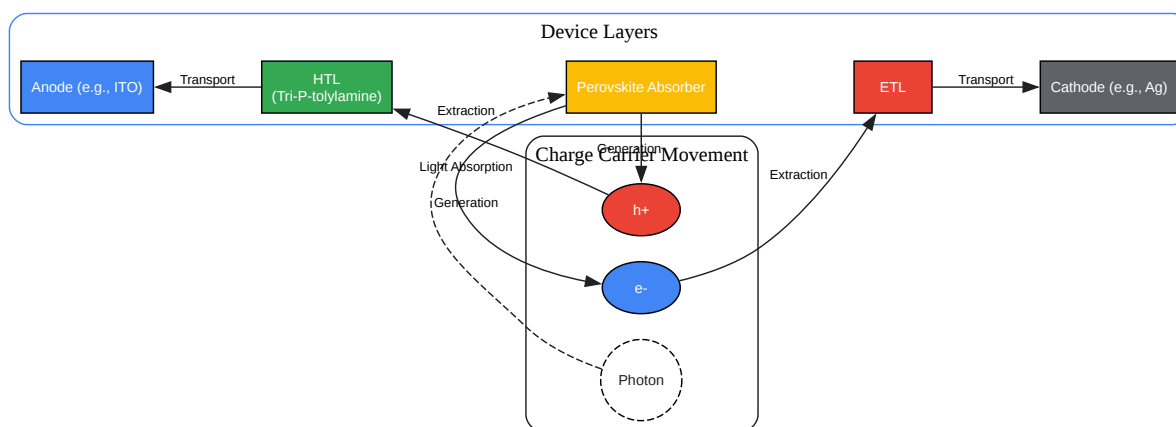 Device Layers
Anode (e.g., ITO)
Transport
HTL
(Tri-P-tolylamine)
Perovskite Absorber
ETL
Transport
Cathode (e.g., Ag)
Extraction
Generation
Charge Carrier Movement
Light Absorption
Extraction
Generation
h+
e-
Photon